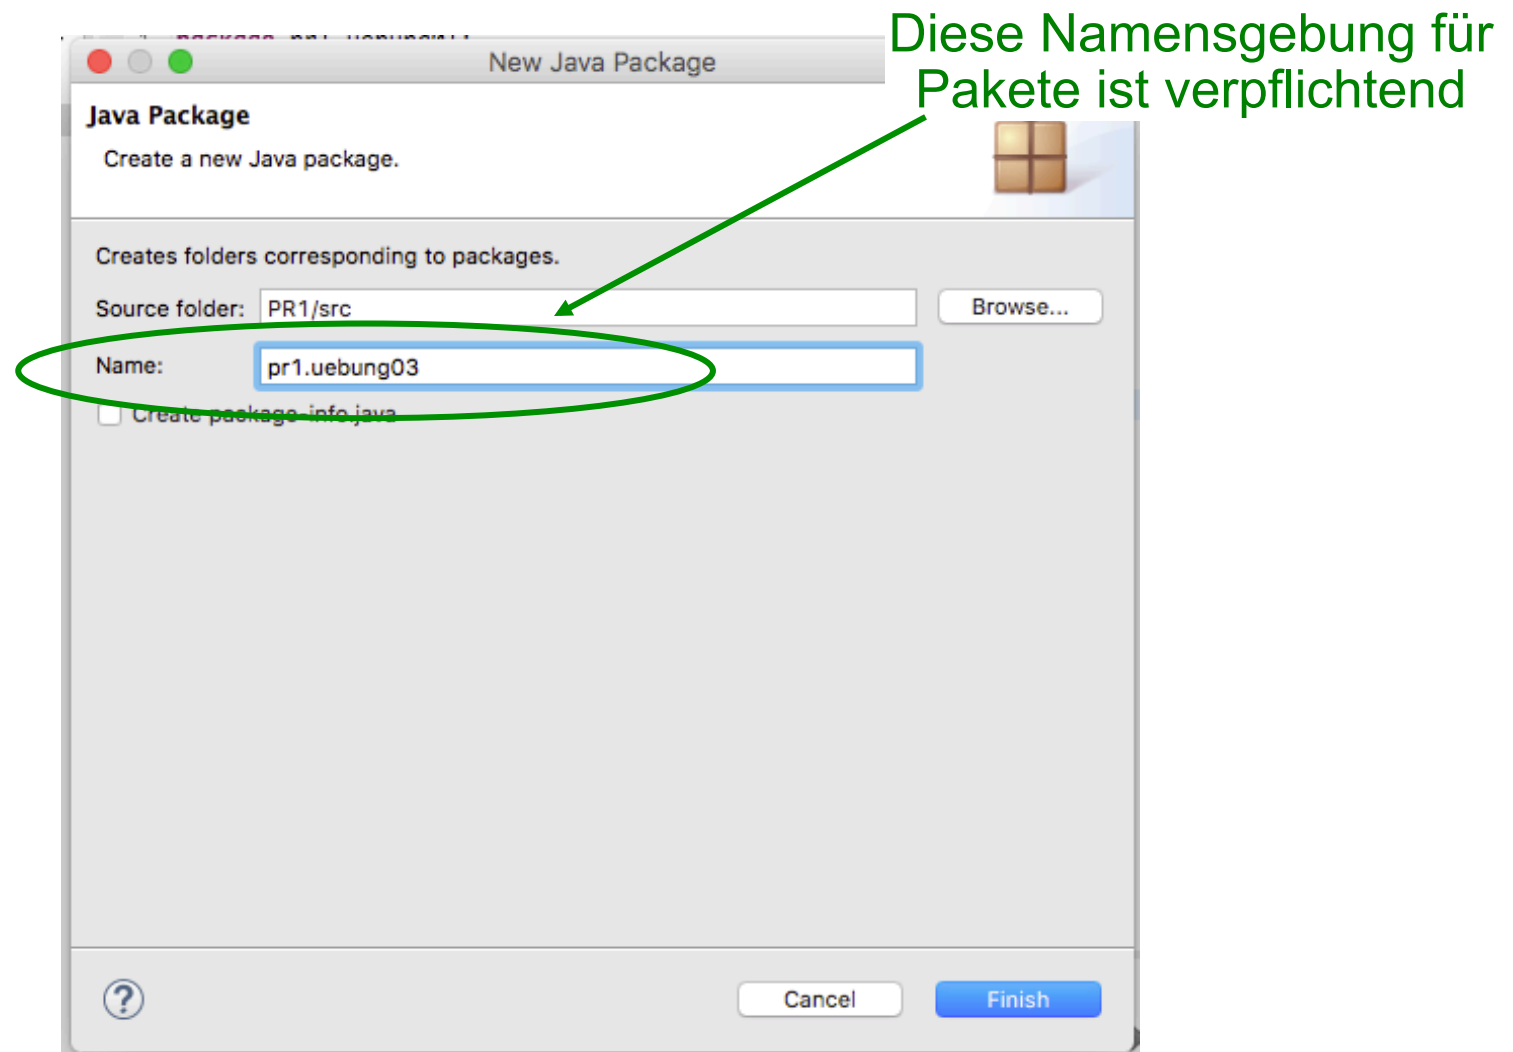 Diese Namensgebung für
Pakete ist verpflichtend
New Java Package
Java Package
Create a new Java package.
Creates folders corresponding to packages.
Source folder: PR1/src Browse...
Name: pr1.uebung03
Create package-info.java
? Cancel Finish